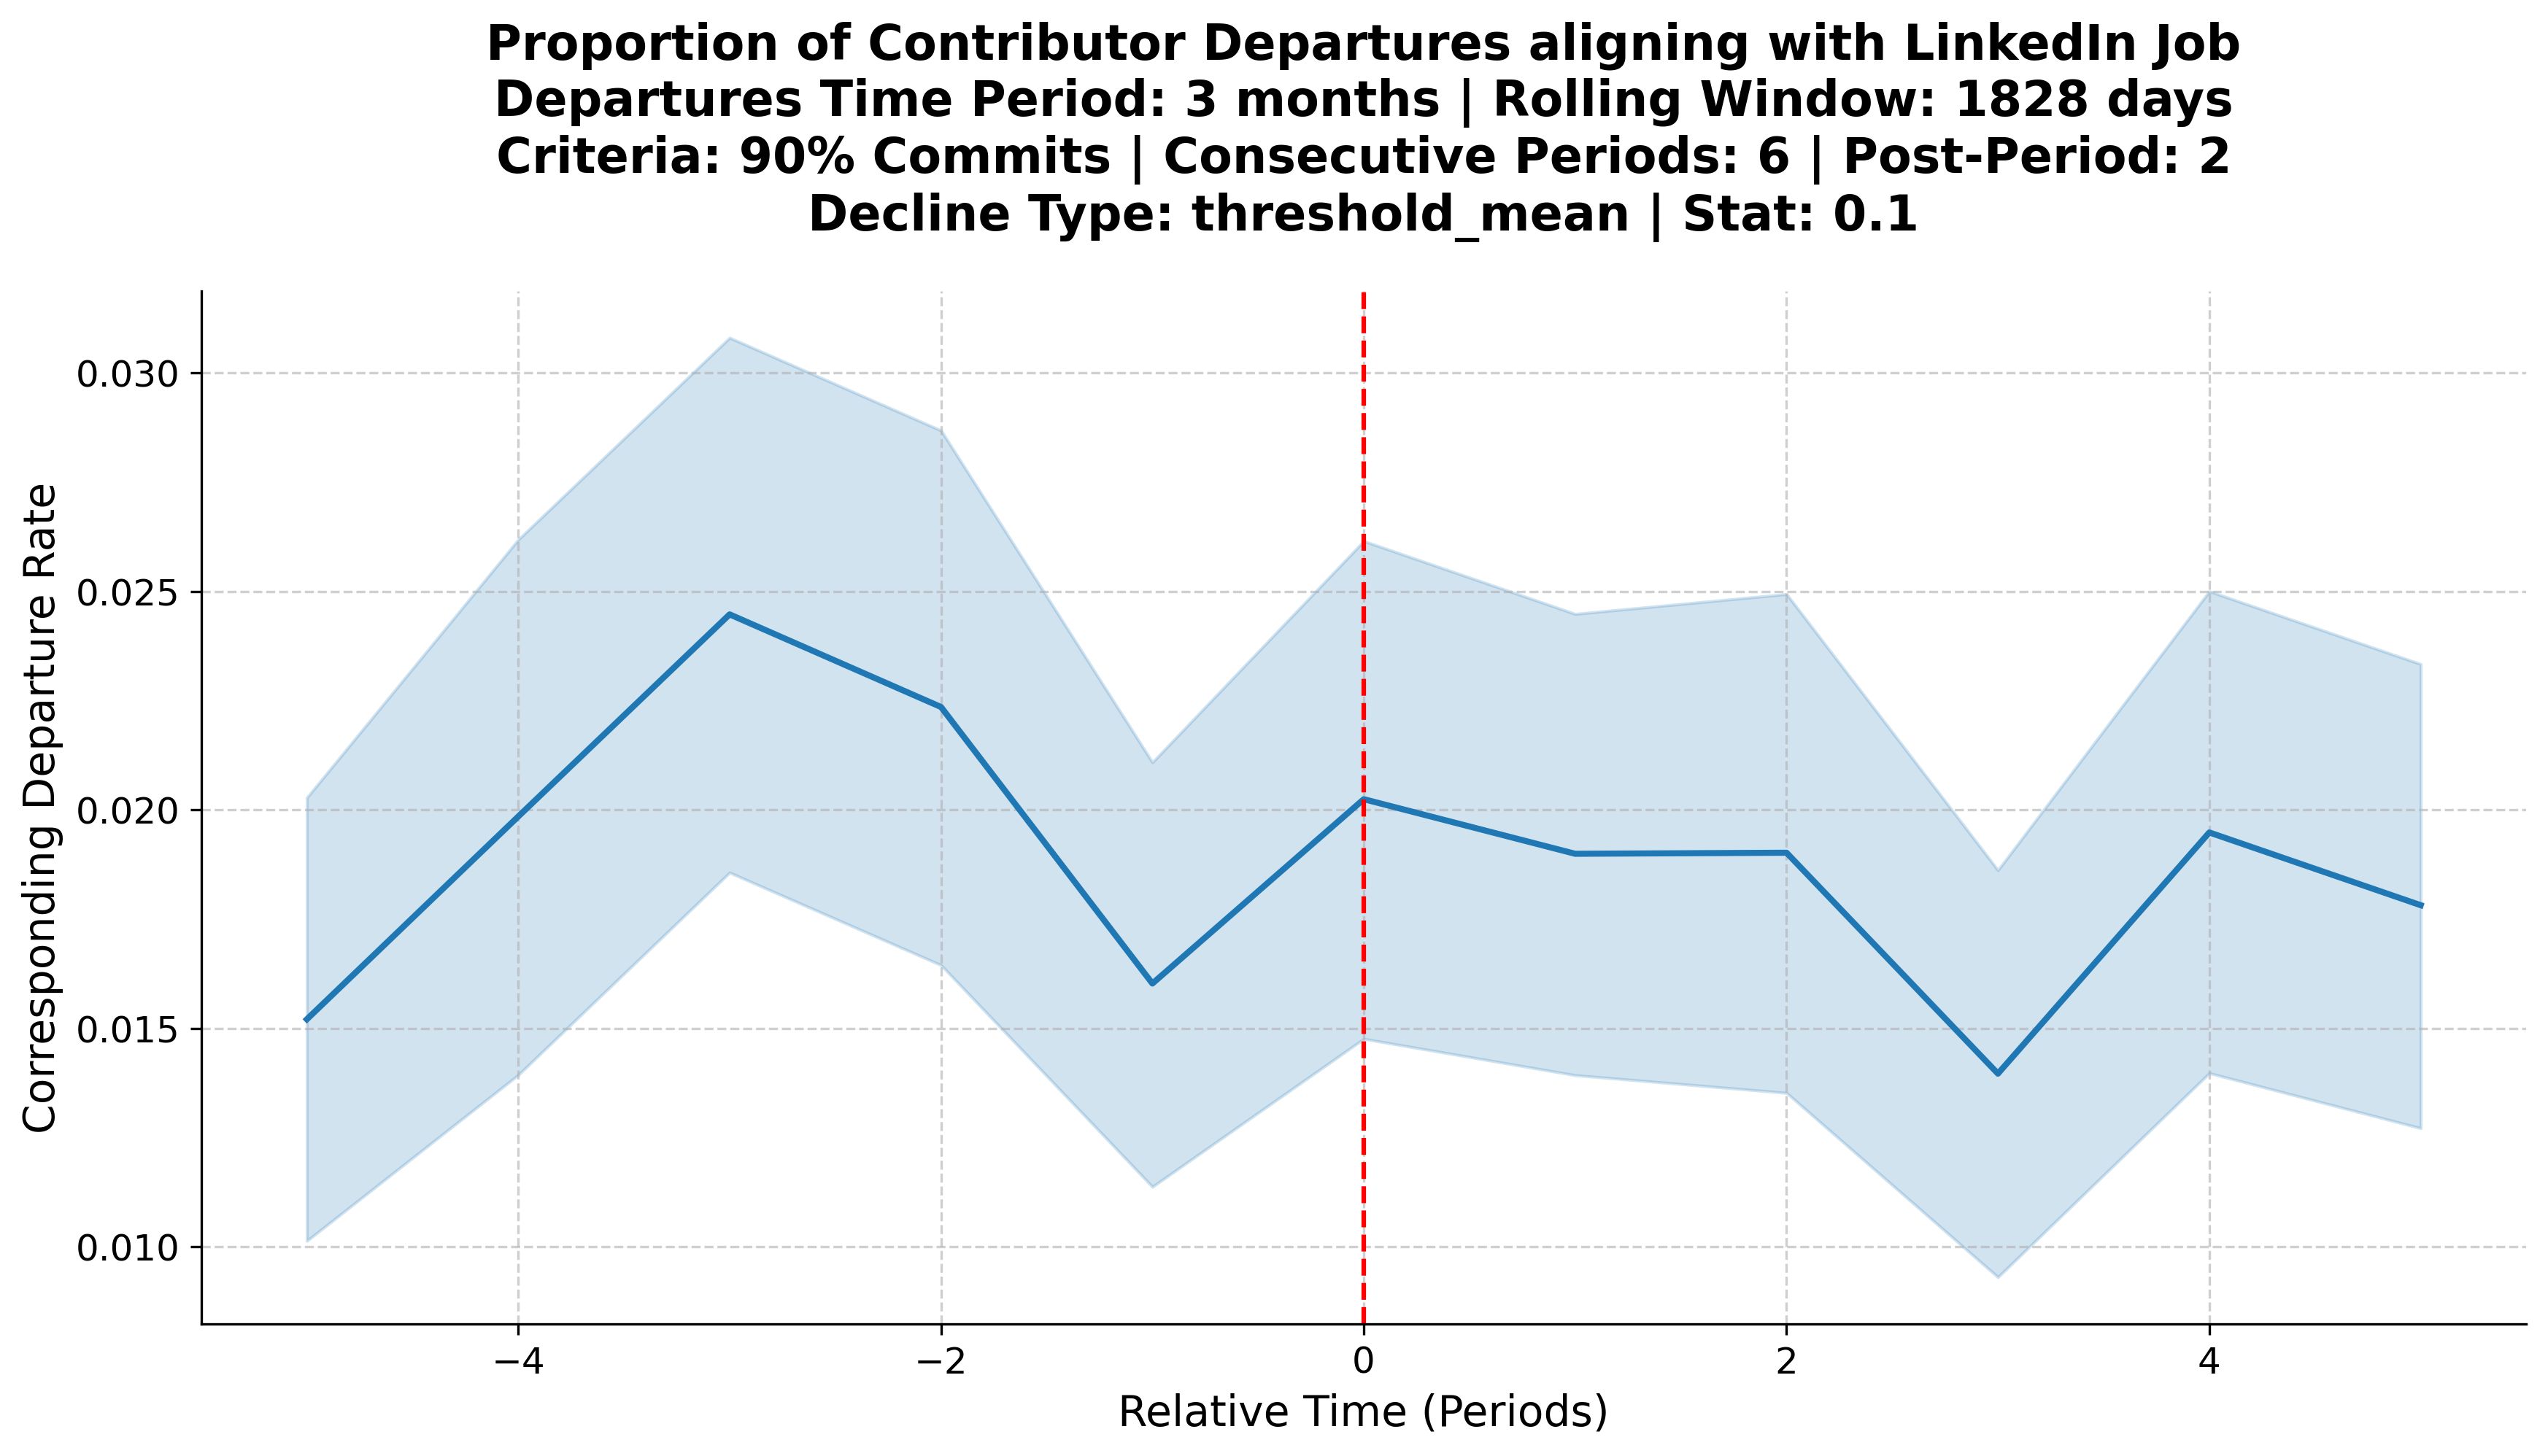 Proportion of Contributor Departures aligning with LinkedIn Job
Departures Time Period: 3 months | Rolling Window: 1828 days
Criteria: 90% Commits | Consecutive Periods: 6 | Post-Period: 2
Decline Type: threshold_mean | Stat: 0.1
Corresponding Departure Rate
0.030
0.025
0.020
0.015
0.010
−4
−2
0
2
4
Relative Time (Periods)